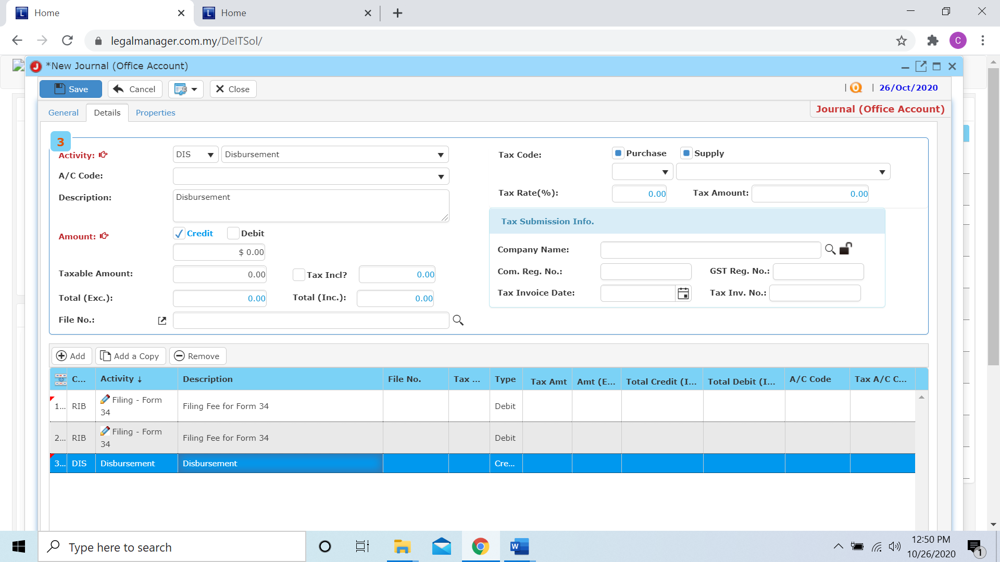 Home
Home
legalmanager.com.my/DeITSol/
C
*New Journal (Office Account)
Save
Cancel
Close
| Q | 26/Oct/2020
General
Details
Properties
Journal (Office Account)
3
Activity:
DIS
Disbursement
A/C Code:
Description:
Disbursement
Amount:
Credit
Debit
$ 0.00
Taxable Amount:
0.00
Tax Incl?
0.00
Total (Exc.):
0.00
Total (Inc.):
0.00
File No.:
Tax Code:
Purchase
Supply
Tax Rate(%):
0.00
Tax Amount:
0.00
Tax Submission Info.
Company Name:
Com. Reg. No.:
GST Reg. No.:
Tax Invoice Date:
Tax Inv. No.:
Add
Add a Copy
Remove
C... Activity ↓ Description File No. Tax ... Type Tax Amt Amt (E... Total Credit (I... Total Debit (I... A/C Code Tax A/C C...
1... RIB Filing - Form 34 Filing Fee for Form 34 Debit
2... RIB Filing - Form 34 Filing Fee for Form 34 Debit
3... DIS Disbursement Disbursement Cre...
Type here to search
12:50 PM
10/26/2020
1